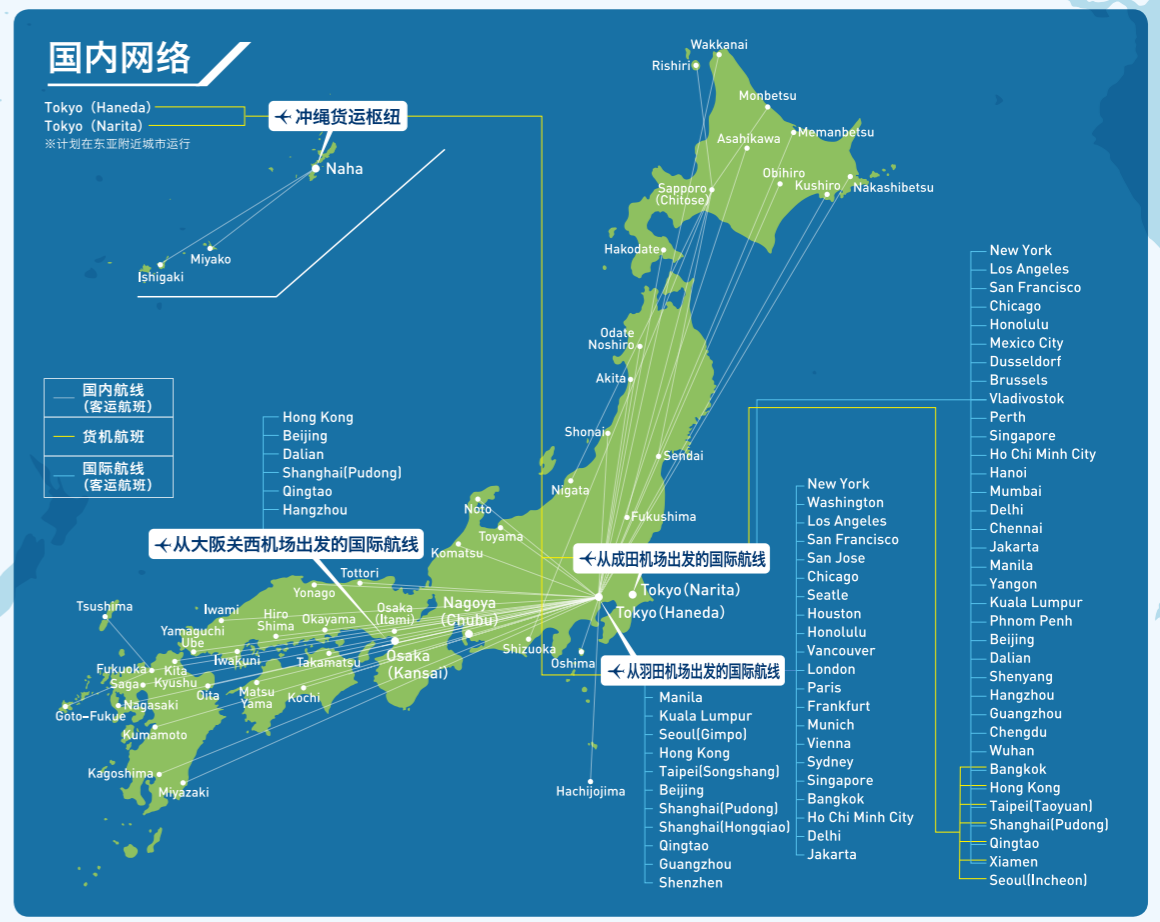 国内网络
Tokyo（Haneda）
Tokyo（Narita）
※计划在东亚附近城市运行
冲绳货运枢纽
Naha
Miyako
Ishigaki
国内航线
（客运航班）
货机航班
国际航线
（客运航班）
Wakkanai
Rishiri
Monbetsu
Memanbetsu
Asahikawa
Obihiro
Kushiro
Nakashibetsu
Sapporo
(Chitose)
Hakodate
Odate
Noshiro
Akita
Shonai
Sendai
Nigata
Fukushima
Noto
Toyama
Komatsu
Hong Kong
Beijing
Dalian
Shanghai(Pudong)
Qingtao
Hangzhou
从大阪关西机场出发的国际航线
从成田机场出发的国际航线
Tokyo(Narita)
Tokyo(Haneda)
从羽田机场出发的国际航线
Tottori
Yonago
Tsushima
Iwami
Hiro
Shima
Okayama
Osaka
(Itami)
Nagoya
(Chubu)
Yamaguchi
Ube
Iwakuni
Takamatsu
Osaka
(Kansai)
Shizuoka
Oshima
Fukuoka
Kita
Kyushu
Saga
Oita
Matsu
Yama
Kochi
Nagasaki
Goto-Fukue
Kumamoto
Kagoshima
Miyazaki
Hachijojima
Manila
Kuala Lumpur
Seoul(Gimpo)
Hong Kong
Taipei(Songshang)
Beijing
Shanghai(Pudong)
Shanghai(Hongqiao)
Qingtao
Guangzhou
Shenzhen
New York
Washington
Los Angeles
San Francisco
San Jose
Chicago
Seatle
Houston
Honolulu
Vancouver
London
Paris
Frankfurt
Munich
Vienna
Sydney
Singapore
Bangkok
Ho Chi Minh City
Delhi
Jakarta
New York
Los Angeles
San Francisco
Chicago
Honolulu
Mexico City
Dusseldorf
Brussels
Vladivostok
Perth
Singapore
Ho Chi Minh City
Hanoi
Mumbai
Delhi
Chennai
Jakarta
Manila
Yangon
Kuala Lumpur
Phnom Penh
Beijing
Dalian
Shenyang
Hangzhou
Guangzhou
Chengdu
Wuhan
Bangkok
Hong Kong
Taipei(Taoyuan)
Shanghai(Pudong)
Qingtao
Xiamen
Seoul(Incheon)